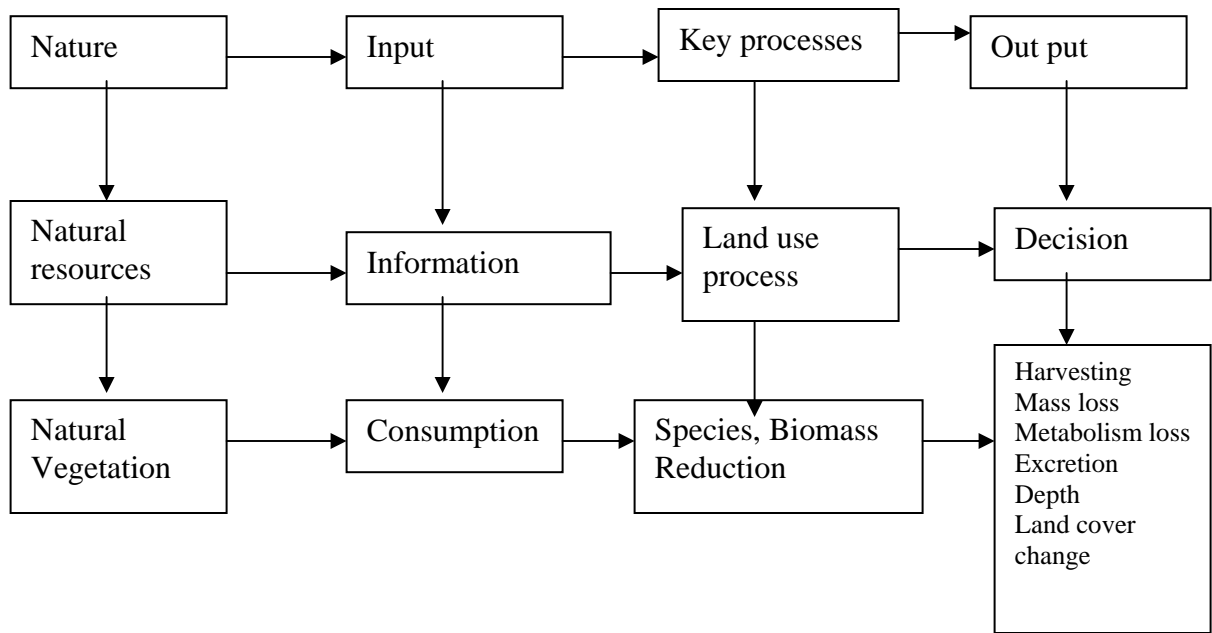 Nature
Input
Key processes
Out put
Natural
resources
Information
Land use
process
Decision
Natural
Vegetation
Consumption
Species, Biomass
Reduction
Harvesting
Mass loss
Metabolism loss
Excretion
Depth
Land cover
change